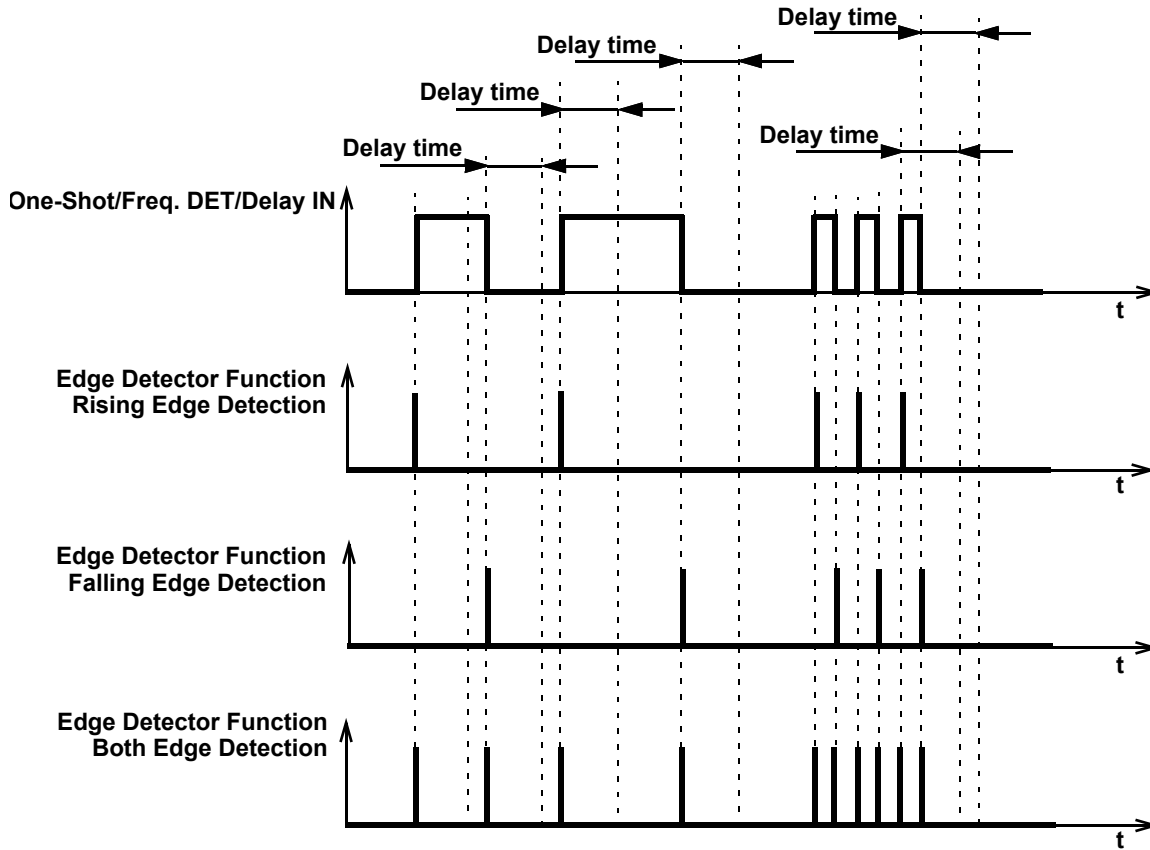 Delay time
Delay time
Delay time
Delay time
Delay time
One-Shot/Freq. DET/Delay IN
t
Edge Detector Function
Rising Edge Detection
t
Edge Detector Function
Falling Edge Detection
t
Edge Detector Function
Both Edge Detection
t